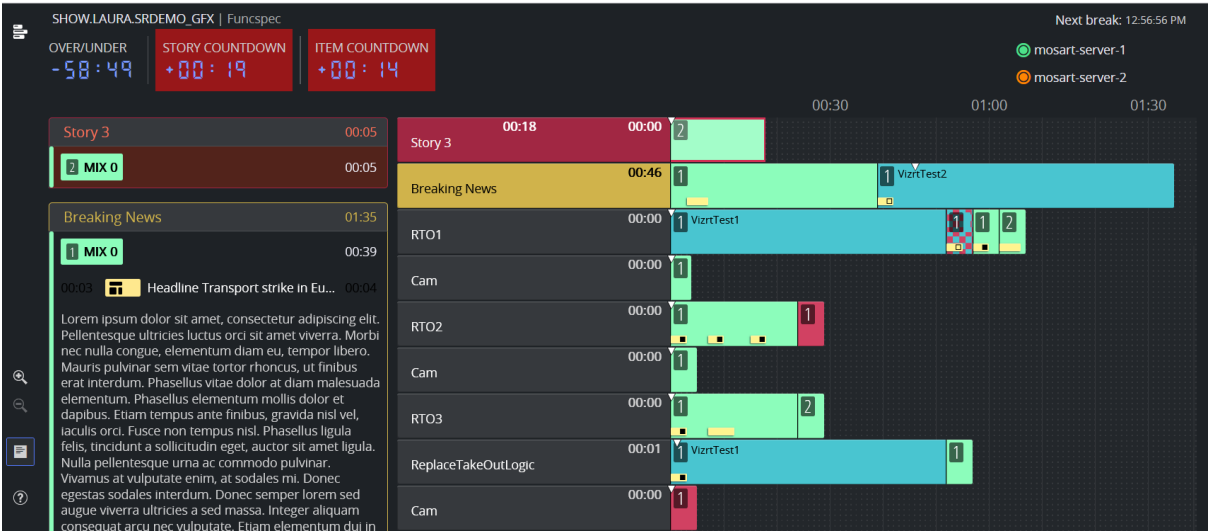 SHOW.LAURA.SRDEMO_GFX | Funcspec
Next break: 12:56:56 PM
OVER/UNDER
STORY COUNTDOWN
ITEM COUNTDOWN
-58:49
+00:19
+00:14
mosart-server-1
mosart-server-2
00:30
01:00
01:30
Story 3
00:05
2 MIX 0
00:05
Breaking News
01:35
1 MIX 0
00:39
00:03
Headline Transport strike in Eu...
00:04
Lorem ipsum dolor sit amet, consectetur adipiscing elit.
Pellentesque ultricies luctus orci sit amet viverra. Morbi
nec nulla congue, elementum diam eu, tempor libero.
Mauris pulvinar sem vitae tortor rhoncus, ut finibus
erat interdum. Phasellus vitae dolor at diam malesuada
elementum. Phasellus elementum mollis dolor et
dapibus. Etiam tempus ante finibus, gravida nisl vel,
iaculis orci. Fusce non tempus nisl. Phasellus ligula
felis, tincidunt a sollicitudin eget, auctor sit amet ligula.
Nulla pellentesque urna ac commodo pulvinar.
Vivamus at vulputate enim, at sodales mi. Donec
egestas sodales interdum. Donec semper lorem sed
augue viverra ultricies a sed massa. Integer aliquam
consequat arcu nec vulputate. Etiam elementum dui in
00:18
00:00
Story 3
2
00:46
Breaking News
1
1 VizrtTest2
00:00
RTO1
1 VizrtTest1
1
1
2
00:00
Cam
1
00:00
RTO2
1
1
00:00
Cam
1
00:00
RTO3
1
2
00:01
ReplaceTakeOutLogic
1 VizrtTest1
1
00:00
Cam
1